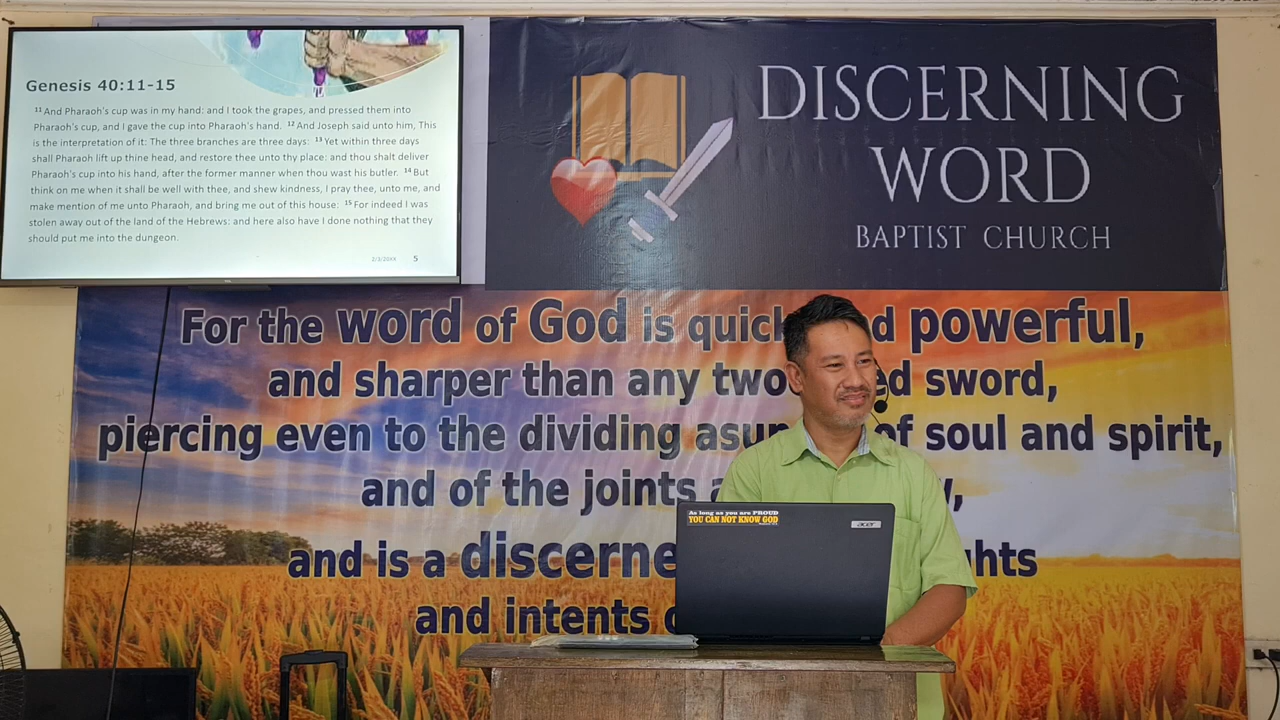 Genesis 40:11-15
11 And Pharaoh's cup was in my hand: and I took the grapes, and pressed them into
Pharaoh's cup, and I gave the cup into Pharaoh's hand. 12 And Joseph said unto him, This
is the interpretation of it: The three branches are three days: 13 Yet within three days
shall Pharaoh lift up thine head, and restore thee unto thy place: and thou shalt deliver
Pharaoh's cup into his hand, after the former manner when thou wast his butler. 14 But
think on me when it shall be well with thee, and shew kindness, I pray thee, unto me, and
make mention of me unto Pharaoh, and bring me out of this house: 15 For indeed I was
stolen away out of the land of the Hebrews: and here also have I done nothing that they
should put me into the dungeon.
2/3/20XX 5
DISCERNING
WORD
BAPTIST CHURCH
For the word of God is quick d powerful,
and sharper than any two ed sword,
piercing even to the dividing asun of soul and spirit,
and of the joints a w,
and is a discerne ghts
and intents o
As long as you are PROUD
YOU CAN NOT KNOW GOD
acer